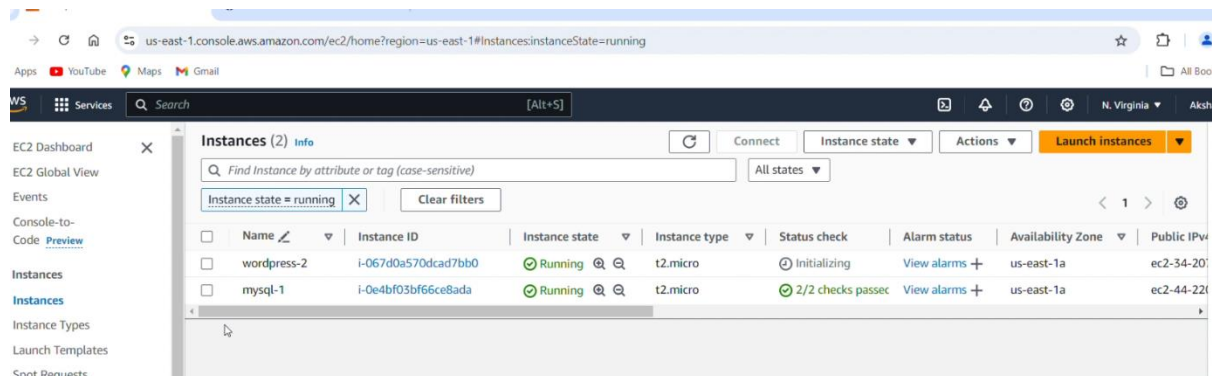 us-east-1.console.aws.amazon.com/ec2/home?region=us-east-1#Instances:instanceState=running
Apps YouTube Maps Gmail All Boo
Services Search [Alt+S] N. Virginia Aksh
EC2 Dashboard
EC2 Global View
Events
Console-to-
Code Preview
Instances
Instances
Instance Types
Launch Templates
Spot Requests
Instances (2) Info Connect Instance state Actions Launch instances
Find Instance by attribute or tag (case-sensitive) All states
Instance state = running Clear filters 1
Name Instance ID Instance state Instance type Status check Alarm status Availability Zone Public IPv4
wordpress-2 i-067d0a570dcad7bb0 Running t2.micro Initializing View alarms + us-east-1a ec2-34-20
mysql-1 i-0e4bf03bf66ce8ada Running t2.micro 2/2 checks passec View alarms + us-east-1a ec2-44-220